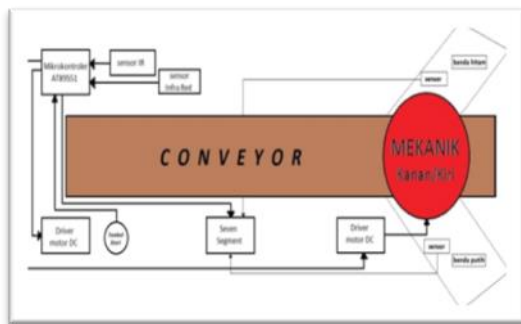 Mikrokontroler
AT89S51
sensor IR
sensor
Infra Red
benda hitam
sensor
CONVEYOR
MEKANIK
Kanan/Kiri
Driver
motor DC
Seven
Segment
Driver
motor DC
sensor
benda putih